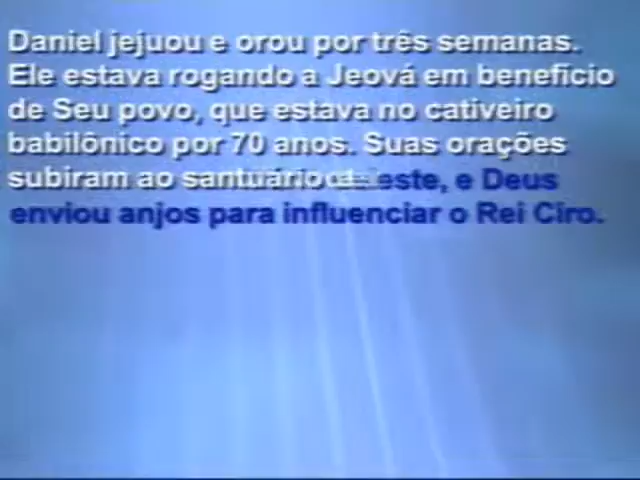 Daniel jejuou e orou por três semanas.
Ele estava rogando a Jeová em benefício
de Seu povo, que estava no cativeiro
babilônico por 70 anos. Suas orações
subiram ao santuário celeste, e Deus
enviou anjos para influenciar o Rei Ciro.